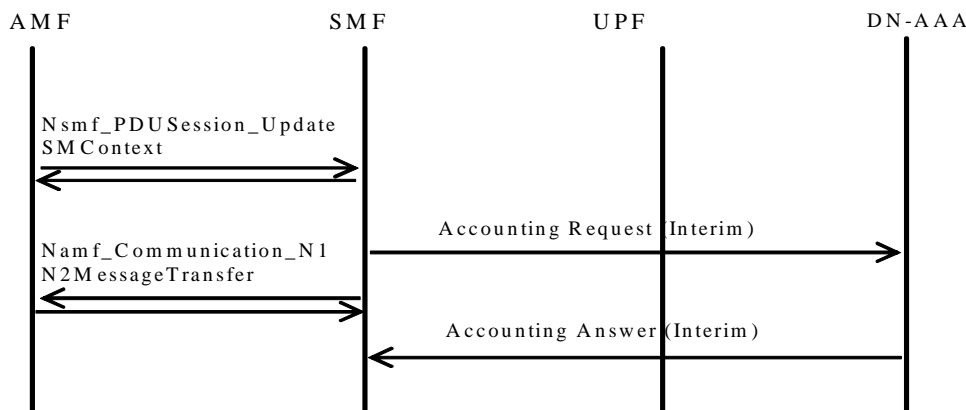 AMF
SMF
UPF
DN-AAA
Nsmf_PDUSession_Update
SMContext
Accounting Request (Interim)
Namf_Communication_N1
N2MessageTransfer
Accounting Answer (Interim)